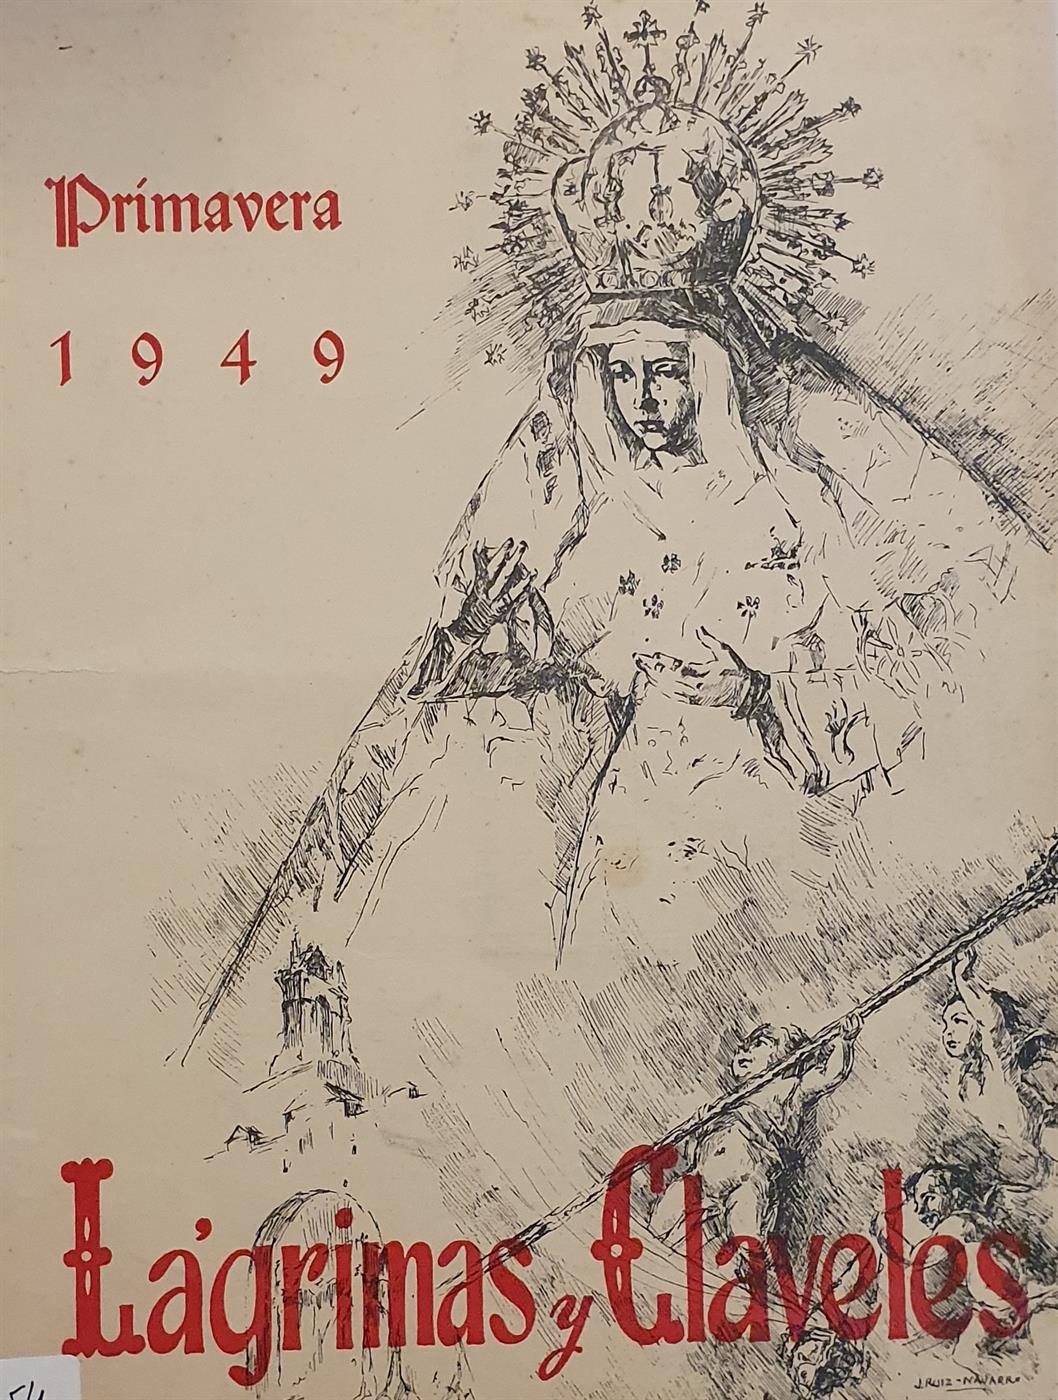 Primavera
1949
Lágrimas y Claveles
J. RUIZ-NAVARRO